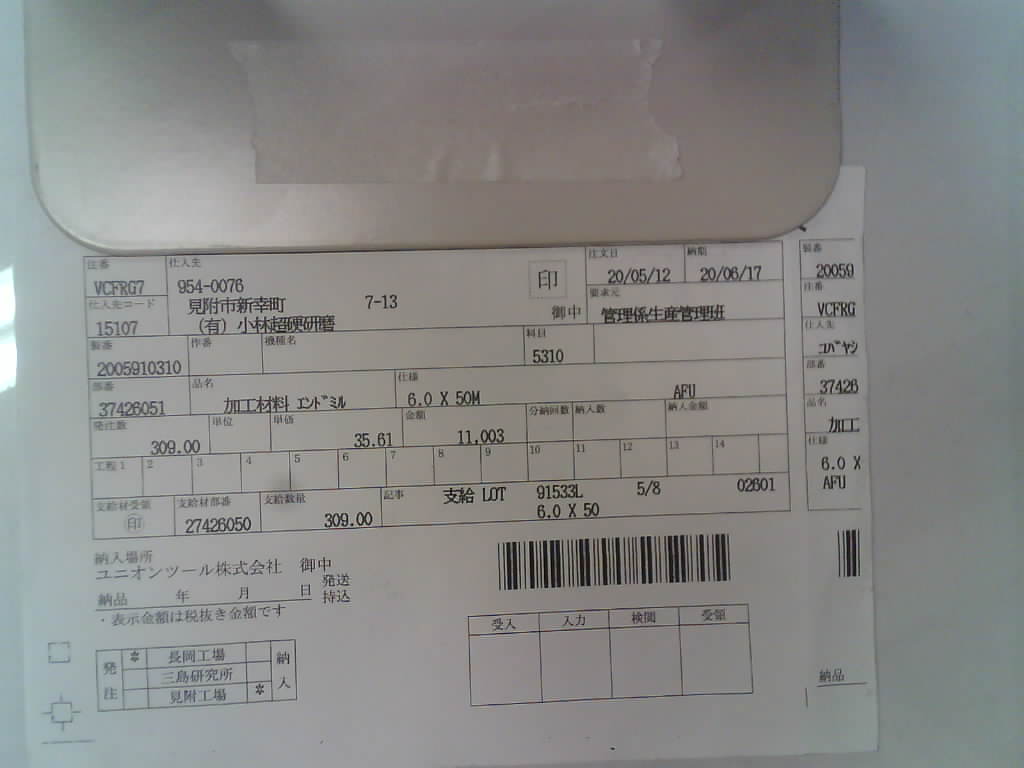 注番
VCFRG7
仕入先コード
15107
仕入先
954-0076
見附市新幸町 7-13
(有) 小林超硬研磨
印
御中
注文日
20/05/12
納期
20/06/17
要求元
管理係生産管理班
製番
2005910310
作番
機種名
科目
5310
部番
37426051
品名
加工材料 エンドミル
仕様
6.0 X 50M AFU
発注数
309.00
単位
単価
35.61
金額
11,003
分納回数
納入数
納入金額
工程1 2 3 4 5 6 7 8 9 10 11 12 13 14
支給材受領
印
支給材部番
27426050
支給数量
309.00
記事
支給 LOT 91533L 5/8 02601
6.0 X 50
納入場所
ユニオンツール株式会社 御中
納品 年 月 日
発送
持込
・表示金額は税抜き金額です
発注
* 長岡工場
三島研究所
見附工場 *
納入
受入 入力 検閲 受領
製番
20059
注番
VCFRG
仕入先
コバヤシ
部番
37426
品名
加工
仕様
6.0 X
AFU
納品